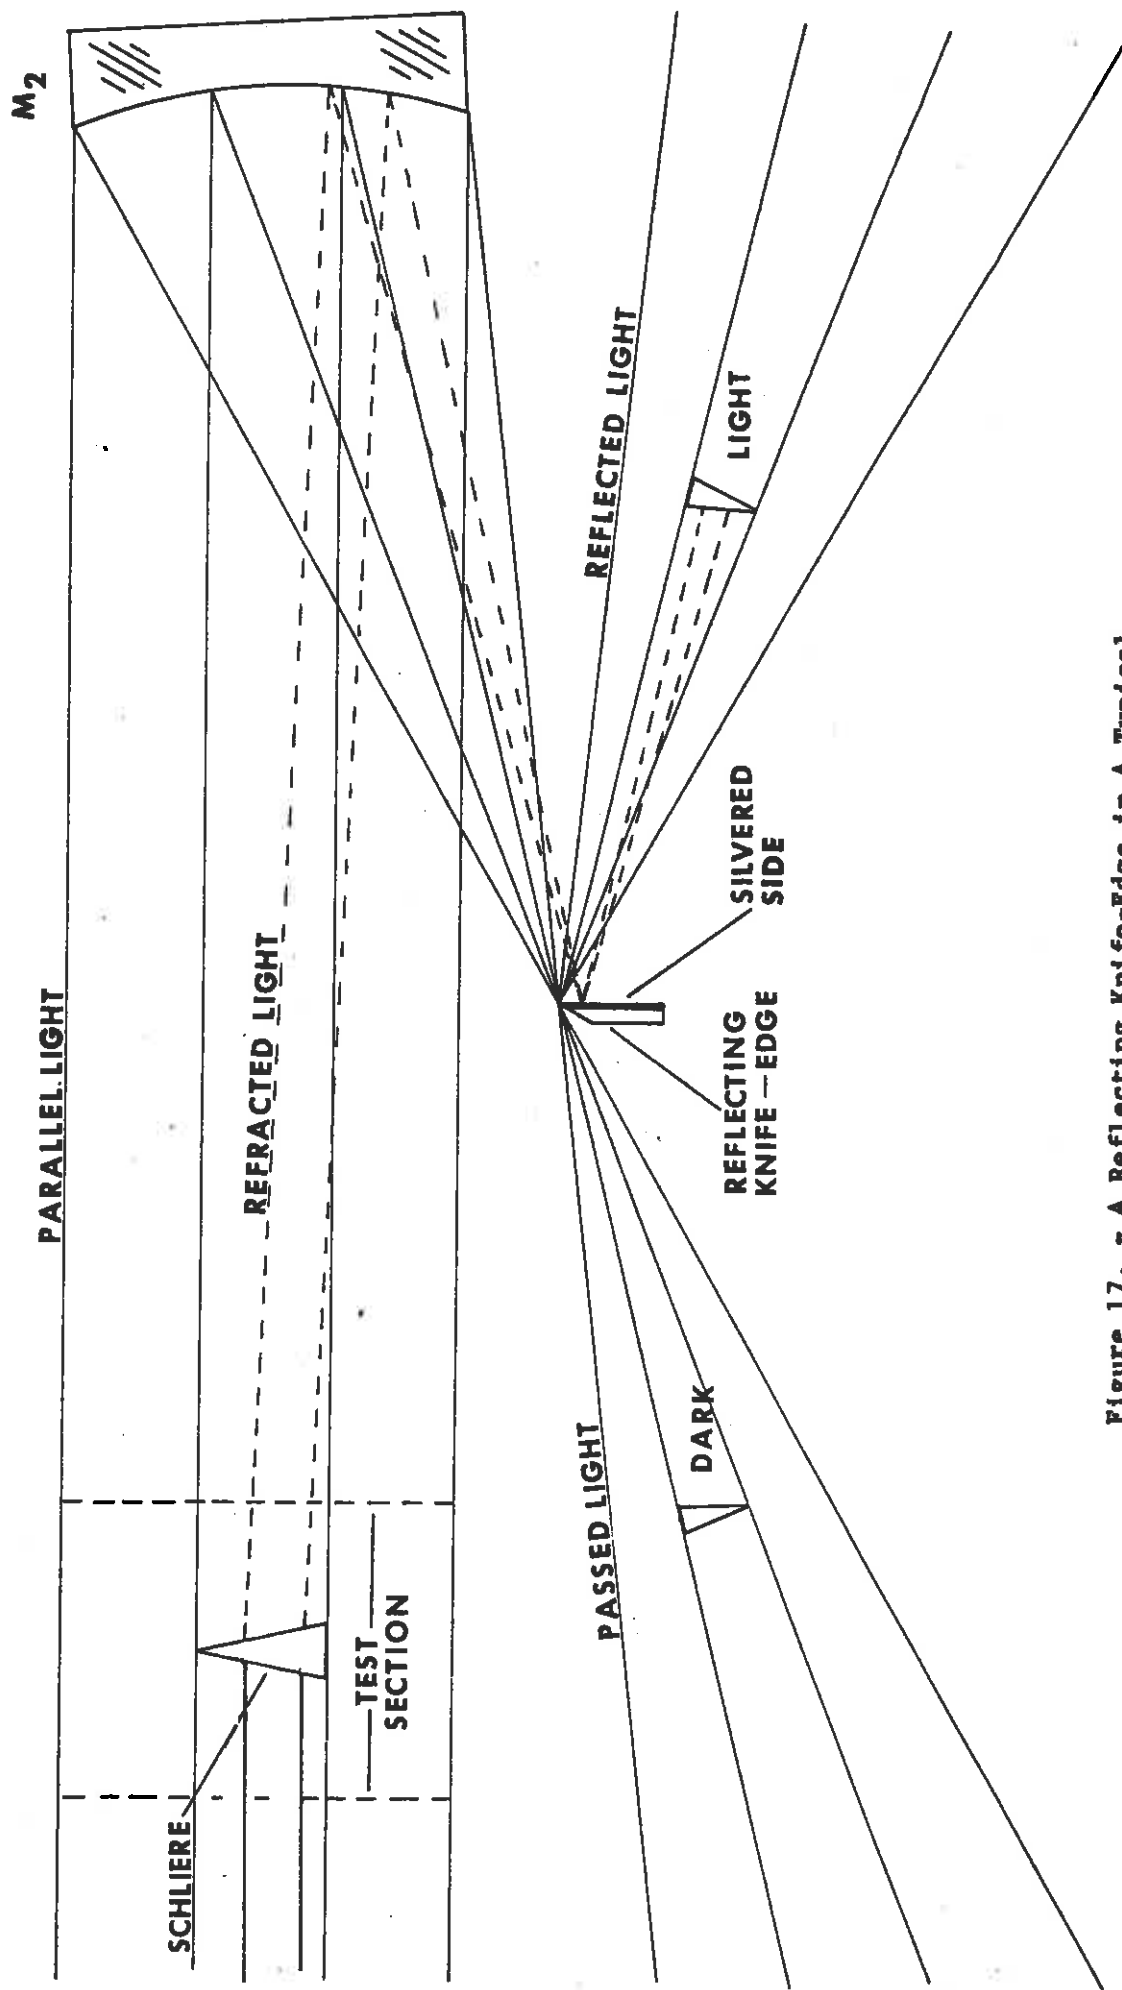 M2
PARALLEL LIGHT
REFRACTED LIGHT
SCHLIERE
TEST
SECTION
REFLECTED LIGHT
LIGHT
SILVERED
SIDE
REFLECTING
KNIFE-EDGE
PASSED LIGHT
DARK
Figure 17. - A Reflecting Knife-Edge in A Typical